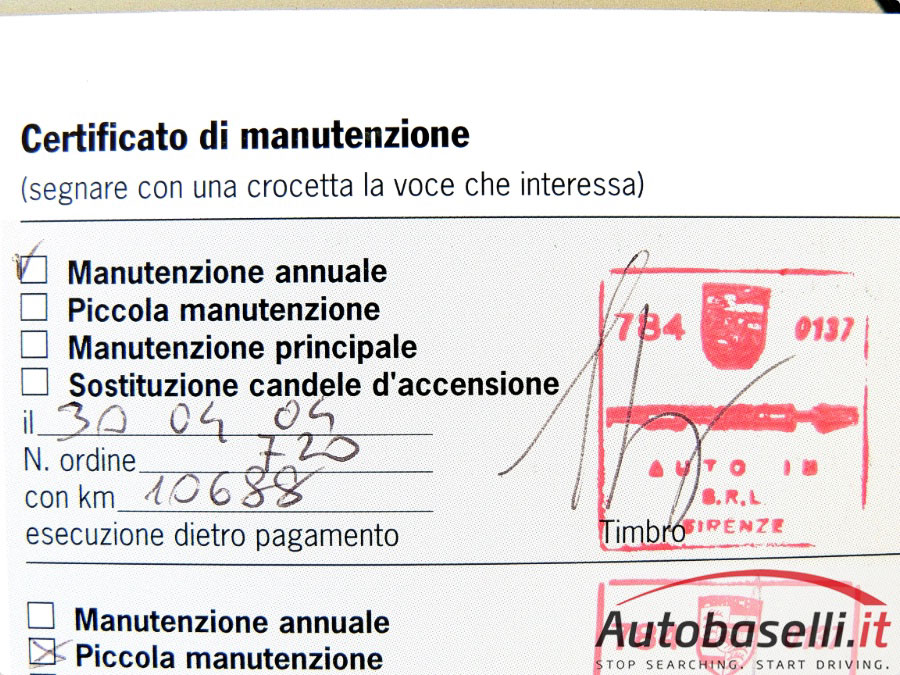 Certificato di manutenzione
(segnare con una crocetta la voce che interessa)
Manutenzione annuale
Piccola manutenzione
Manutenzione principale
Sostituzione candele d'accensione
il 30 04 04
N. ordine 720
con km 10688
esecuzione dietro pagamento
784 0137
AUTO IN
S.R.L.
FIRENZE
Timbro
Manutenzione annuale
Piccola manutenzione
Autobaselli.it
STOP SEARCHING. START DRIVING.